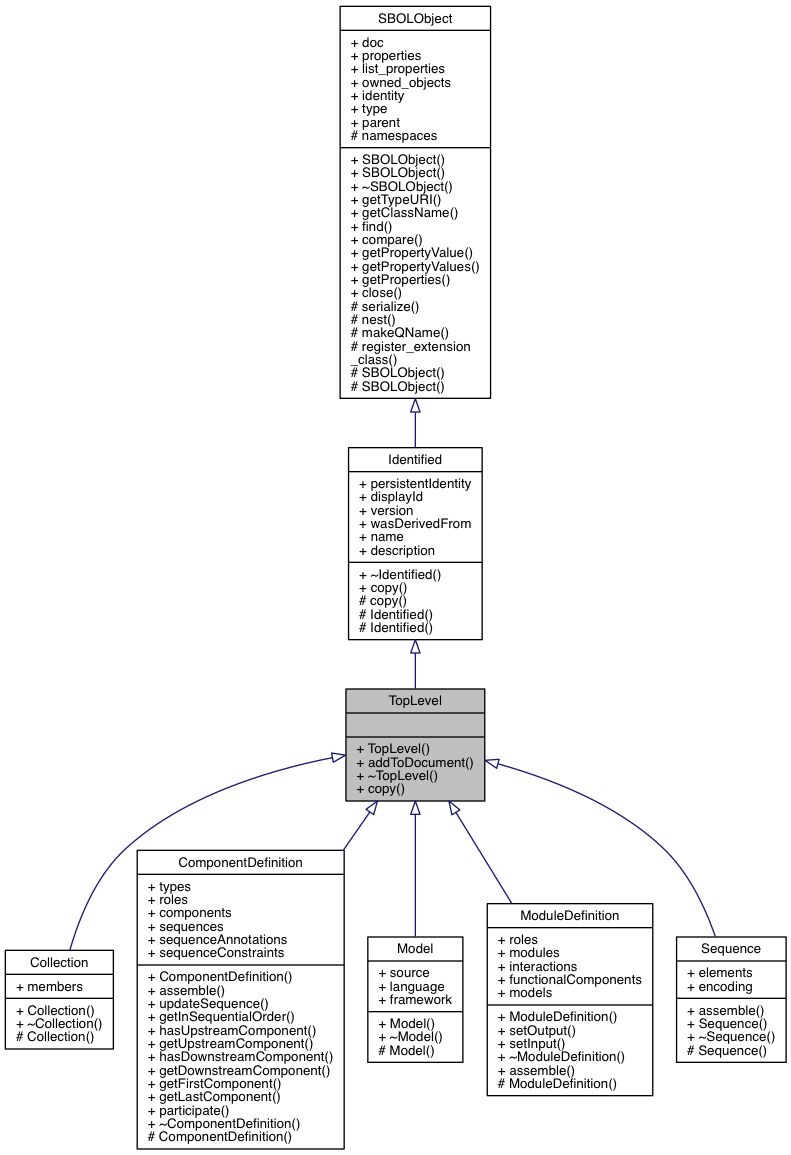 SBOLObject
+ doc
+ properties
+ list_properties
+ owned_objects
+ identity
+ type
+ parent
# namespaces
+ SBOLObject()
+ SBOLObject()
+ ~SBOLObject()
+ getTypeURI()
+ getClassName()
+ find()
+ compare()
+ getPropertyValue()
+ getPropertyValues()
+ getProperties()
+ close()
# serialize()
# nest()
# makeQName()
# register_extension
_class()
# SBOLObject()
# SBOLObject()
Identified
+ persistentIdentity
+ displayId
+ version
+ wasDerivedFrom
+ name
+ description
+ ~Identified()
+ copy()
# copy()
# Identified()
# Identified()
TopLevel
+ TopLevel()
+ addToDocument()
+ ~TopLevel()
+ copy()
Collection
+ members
+ Collection()
+ ~Collection()
# Collection()
ComponentDefinition
+ types
+ roles
+ components
+ sequences
+ sequenceAnnotations
+ sequenceConstraints
+ ComponentDefinition()
+ assemble()
+ updateSequence()
+ getInSequentialOrder()
+ hasUpstreamComponent()
+ getUpstreamComponent()
+ hasDownstreamComponent()
+ getDownstreamComponent()
+ getFirstComponent()
+ getLastComponent()
+ participate()
+ ~ComponentDefinition()
# ComponentDefinition()
Model
+ source
+ language
+ framework
+ Model()
+ ~Model()
# Model()
ModuleDefinition
+ roles
+ modules
+ interactions
+ functionalComponents
+ models
+ ModuleDefinition()
+ setOutput()
+ setInput()
+ ~ModuleDefinition()
+ assemble()
# ModuleDefinition()
Sequence
+ elements
+ encoding
+ assemble()
+ Sequence()
+ ~Sequence()
# Sequence()